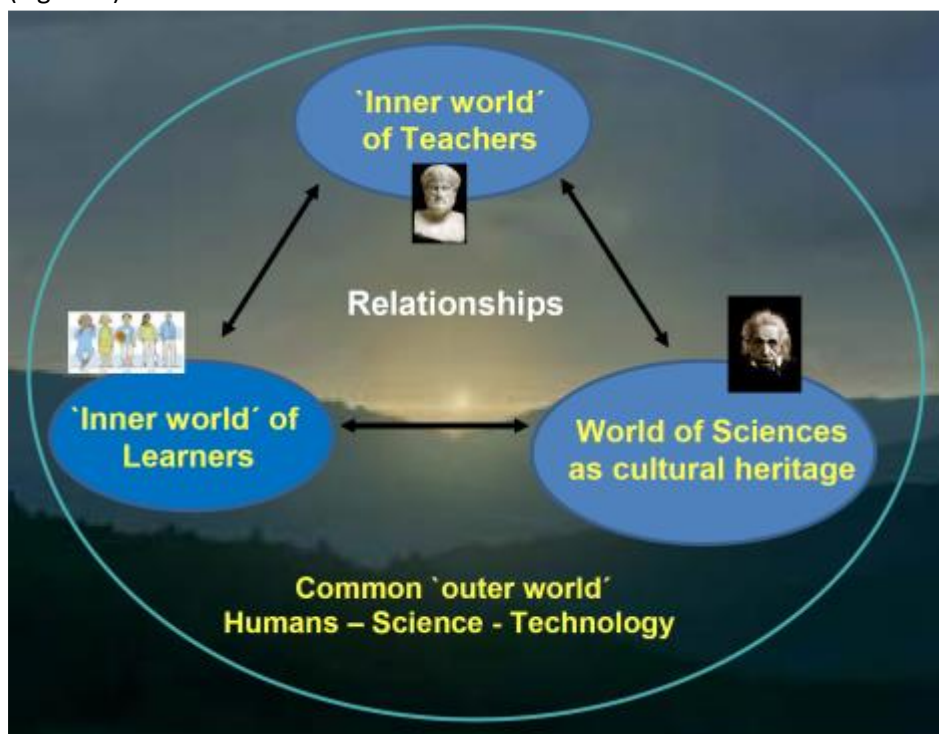 `Inner world´
of Teachers
Relationships
`Inner world´ of
Learners
World of Sciences
as cultural heritage
Common `outer world´
Humans – Science - Technology